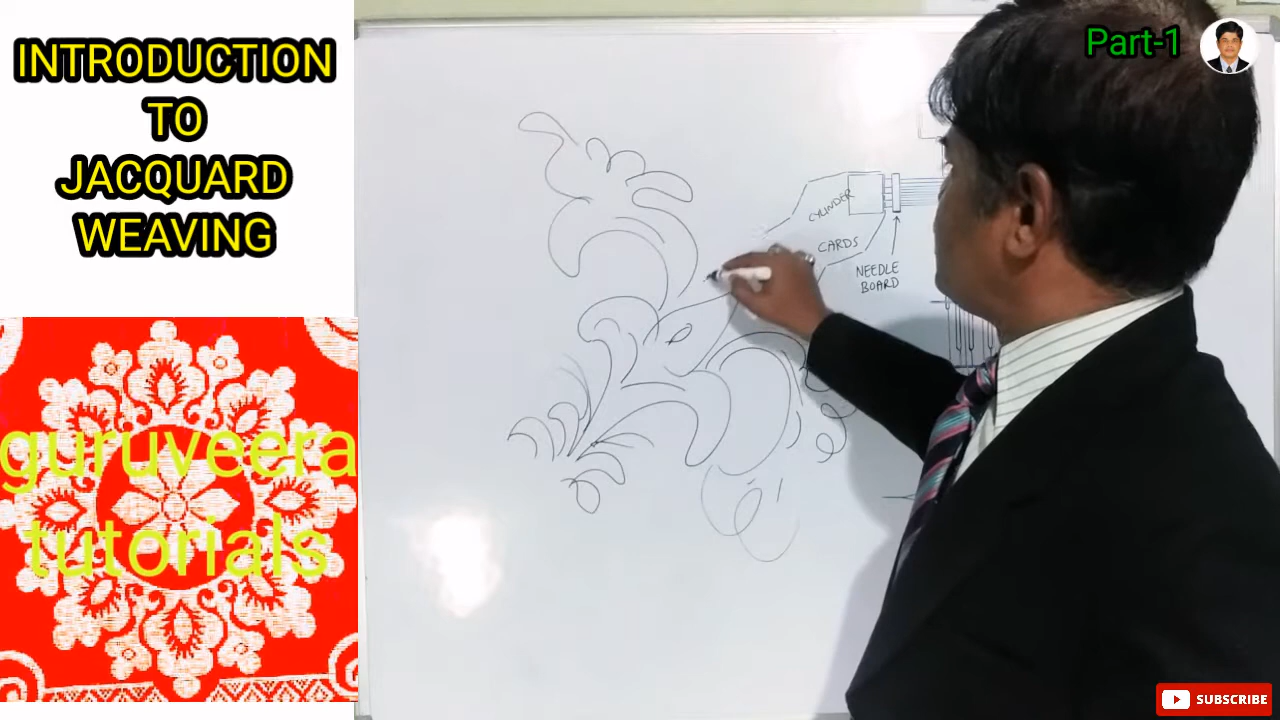 INTRODUCTION
TO
JACQUARD
WEAVING
guruveera
tutorials
Part-1
CYLINDER
CARDS
NEEDLE
BOARD
SUBSCRIBE